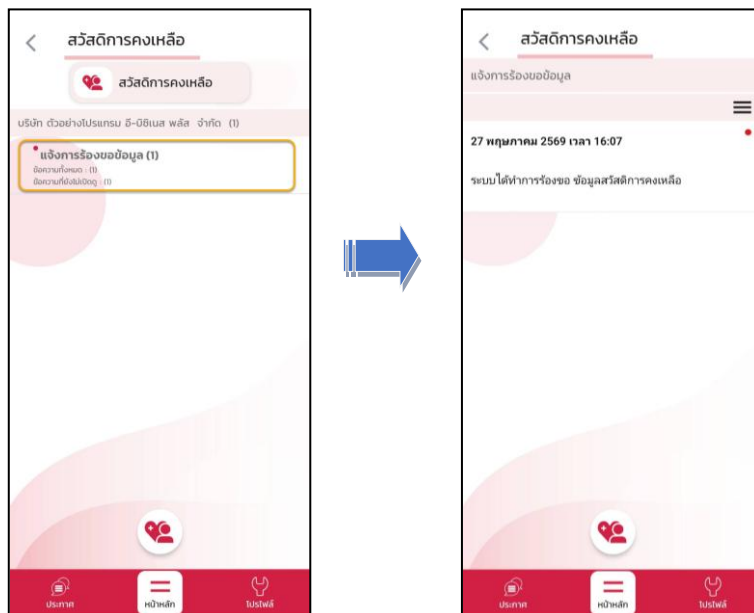 สวัสดิการคงเหลือ
สวัสดิการคงเหลือ
บริษัท ตัวอย่างโปรแกรม อี-บิซิเนส พลัส จำกัด (1)
แจ้งการร้องขอข้อมูล (1)
ข้อความทั้งหมด : (1)
ข้อความที่ยังไม่เปิดดู : (1)
ประกาศ
หน้าหลัก
โปรไฟล์
สวัสดิการคงเหลือ
แจ้งการร้องขอข้อมูล
27 พฤษภาคม 2569 เวลา 16:07
ระบบได้ทำการร้องขอ ข้อมูลสวัสดิการคงเหลือ
ประกาศ
หน้าหลัก
โปรไฟล์